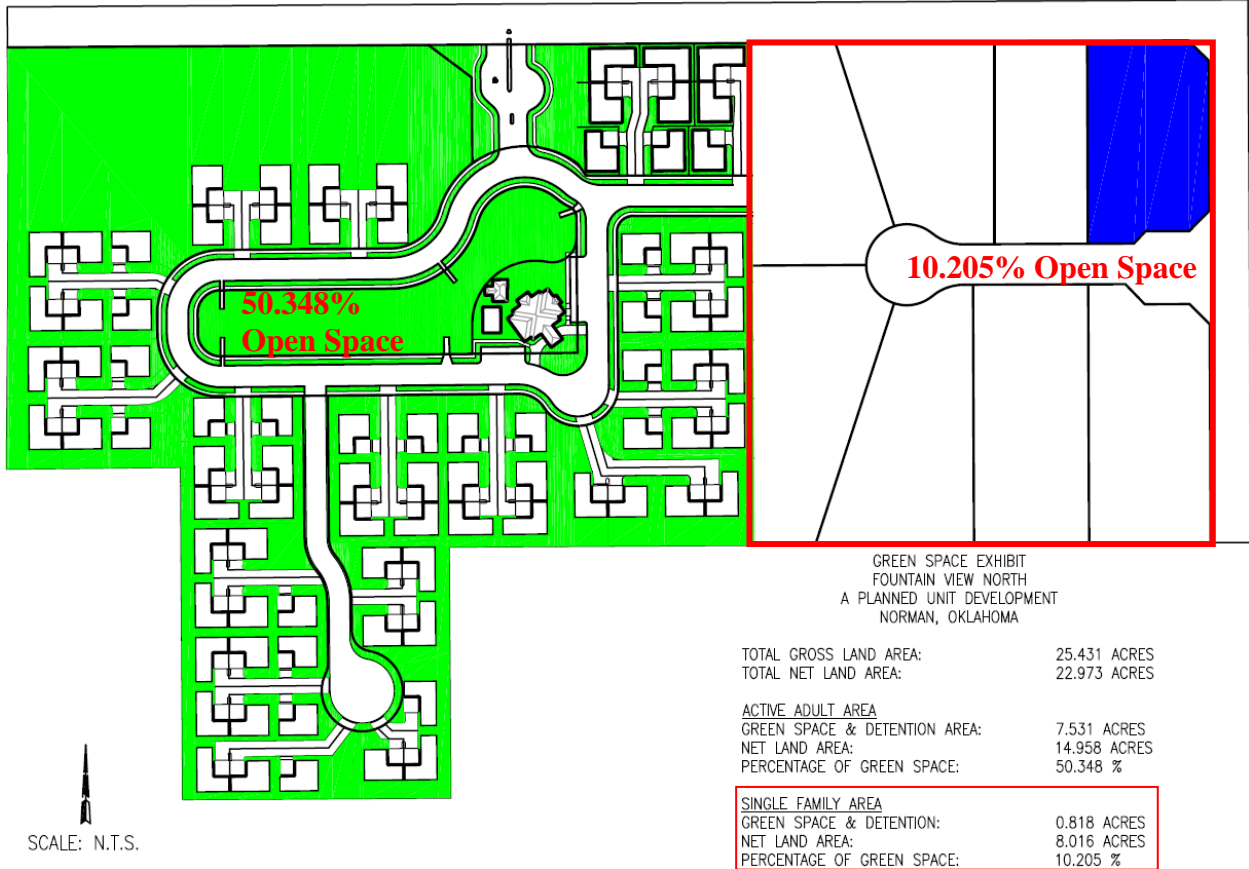 50.348%
Open Space
10.205% Open Space
GREEN SPACE EXHIBIT
FOUNTAIN VIEW NORTH
A PLANNED UNIT DEVELOPMENT
NORMAN, OKLAHOMA
TOTAL GROSS LAND AREA: 25.431 ACRES
TOTAL NET LAND AREA: 22.973 ACRES
ACTIVE ADULT AREA
GREEN SPACE & DETENTION AREA: 7.531 ACRES
NET LAND AREA: 14.958 ACRES
PERCENTAGE OF GREEN SPACE: 50.348 %
SINGLE FAMILY AREA
GREEN SPACE & DETENTION: 0.818 ACRES
NET LAND AREA: 8.016 ACRES
PERCENTAGE OF GREEN SPACE: 10.205 %
SCALE: N.T.S.